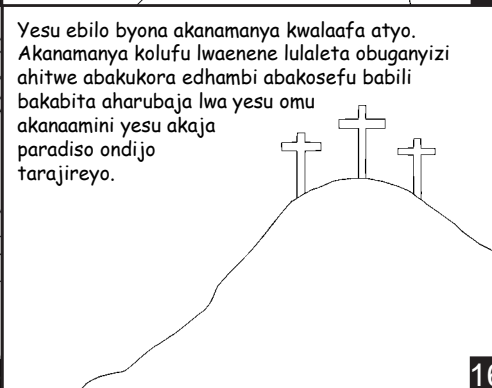 Yesu ebilo byona akanamanya kwalaafa atyo.
Akanamanya kolufu lwaenene lulaleta obuganyizi
ahitwe abakukora edhambi abakosefu babili
bakabita aharubaja lwa yesu omu
akanaamini yesu akaja
paradiso ondijo
tarajireyo.